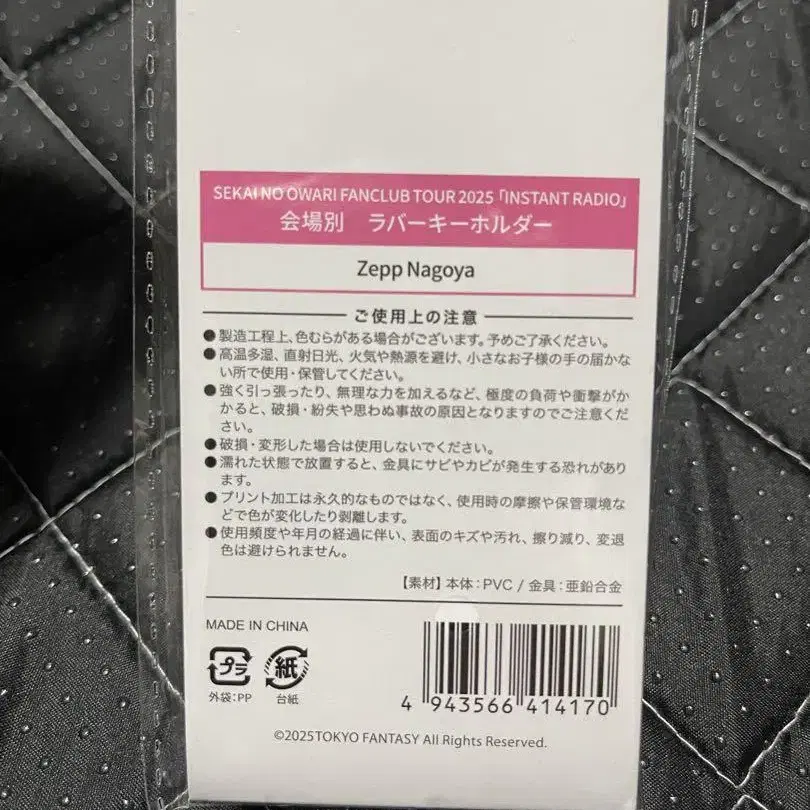 SEKAI NO OWARI FANCLUB TOUR 2025「INSTANT RADIO」
会場別　ラバーキーホルダー
Zepp Nagoya
ご使用上の注意
●製造工程上、色むらがある場合がございます。予めご了承ください。
●高温多湿、直射日光、火気や熱源を避け、小さなお子様の手の届かな
い所で使用・保管してください。
●強く引っ張ったり、無理な力を加えるなど、極度の負荷や衝撃がか
かると、破損・紛失や思わぬ事故の原因となりますのでご注意くだ
さい。
●破損・変形した場合は使用しないでください。
●濡れた状態で放置すると、金具にサビやカビが発生する恐れがあり
ます。
●プリント加工は永久的なものではなく、使用時の摩擦や保管環境な
どで色が変化したり剥離します。
●使用頻度や年月の経過に伴い、表面のキズや汚れ、擦り減り、変退
色は避けられません。
【素材】本体：PVC / 金具：亜鉛合金
MADE IN CHINA
プラ 紙
外袋：PP 台紙
4 943566 414170
©2025TOKYO FANTASY All Rights Reserved.